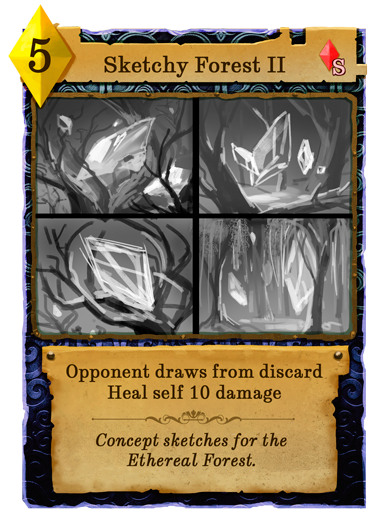 5
Sketchy Forest II
S
Opponent draws from discard
Heal self 10 damage
Concept sketches for the
Ethereal Forest.